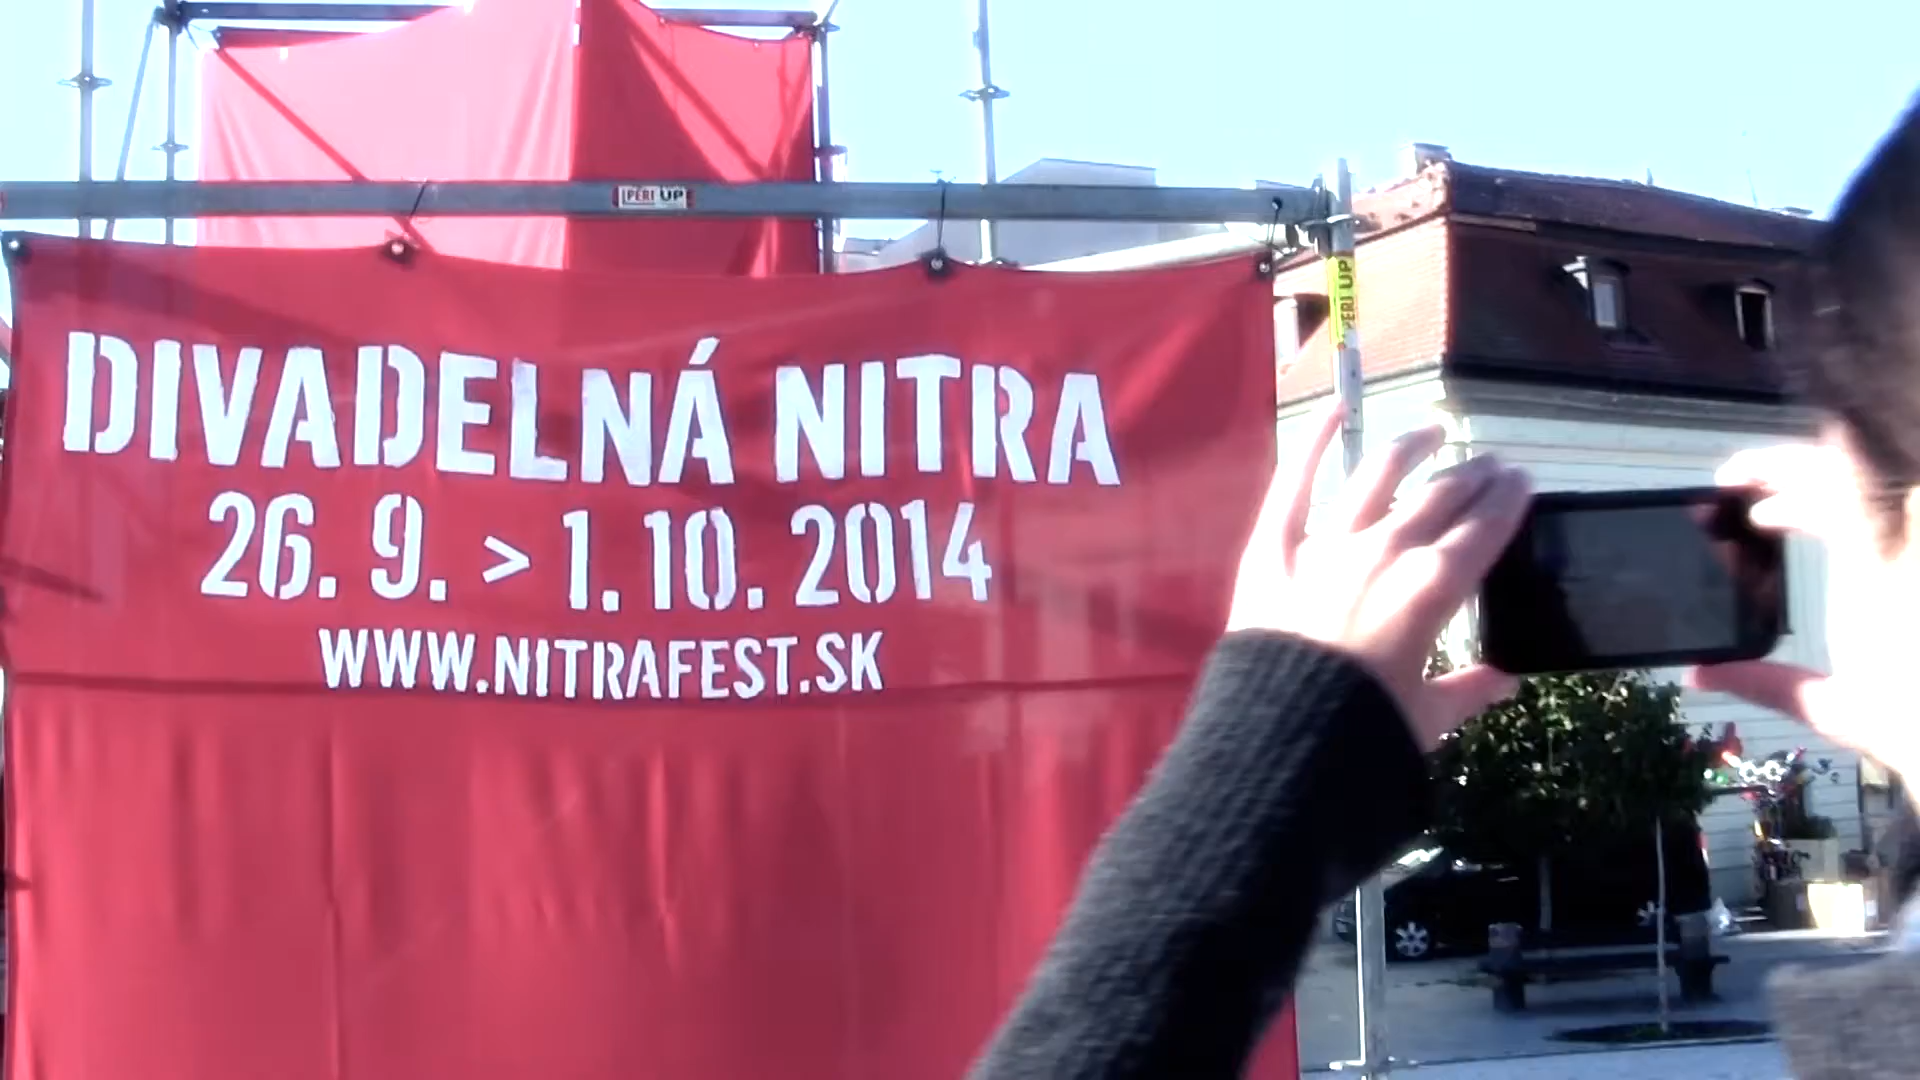 PERI UP
PERI UP
DIVADELNÁ NITRA
26. 9. > 1. 10. 2014
WWW.NITRAFEST.SK